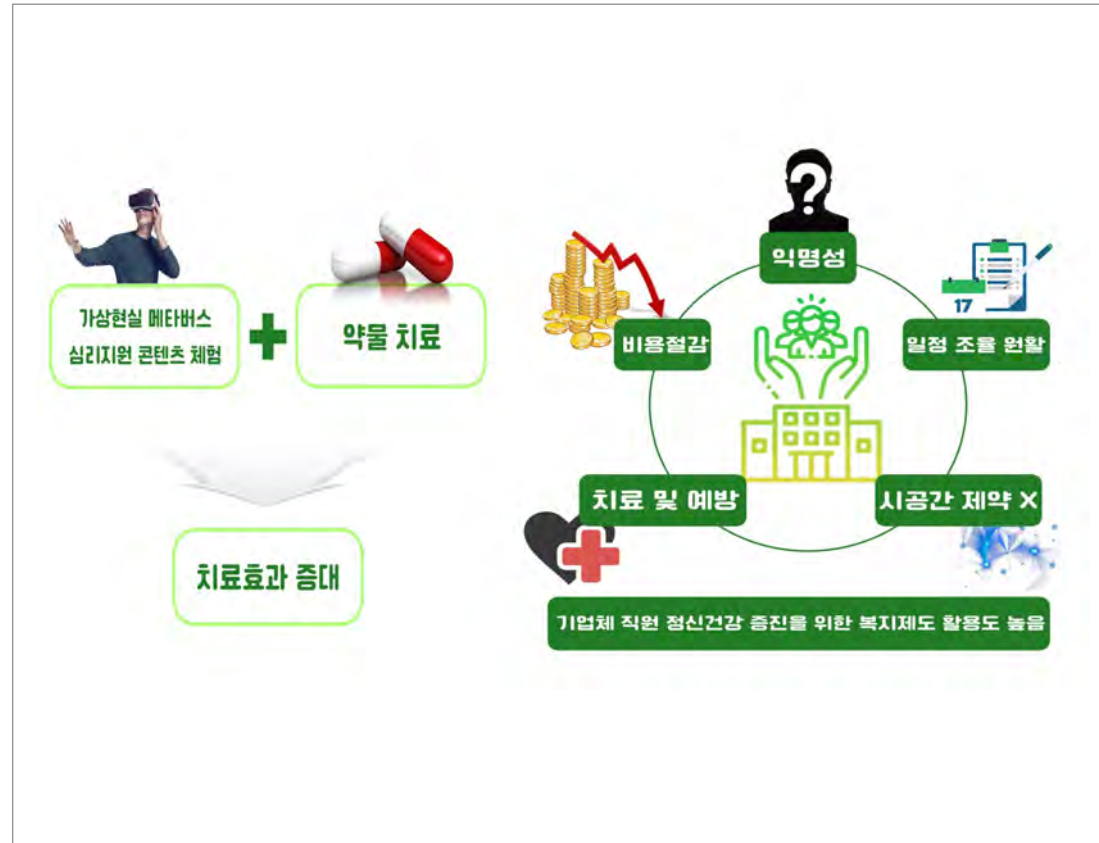 가상현실 메타버스
심리지원 콘텐츠 체험
약물 치료
치료효과 증대
?
익명성
비용절감
17
일정 조율 원활
치료 및 예방
시공간 제약 X
기업체 직원 정신건강 증진을 위한 복지제도 활용도 높음